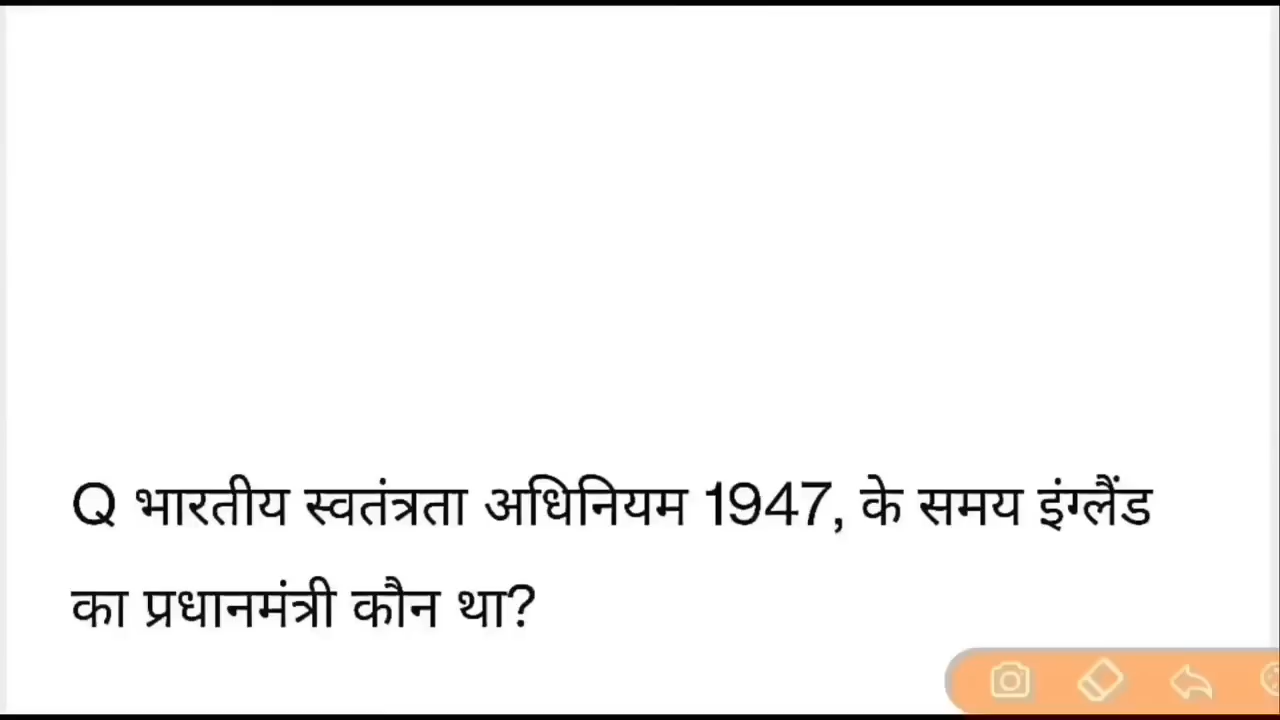 Q भारतीय स्वतंत्रता अधिनियम 1947, के समय इंग्लैंड
का प्रधानमंत्री कौन था?